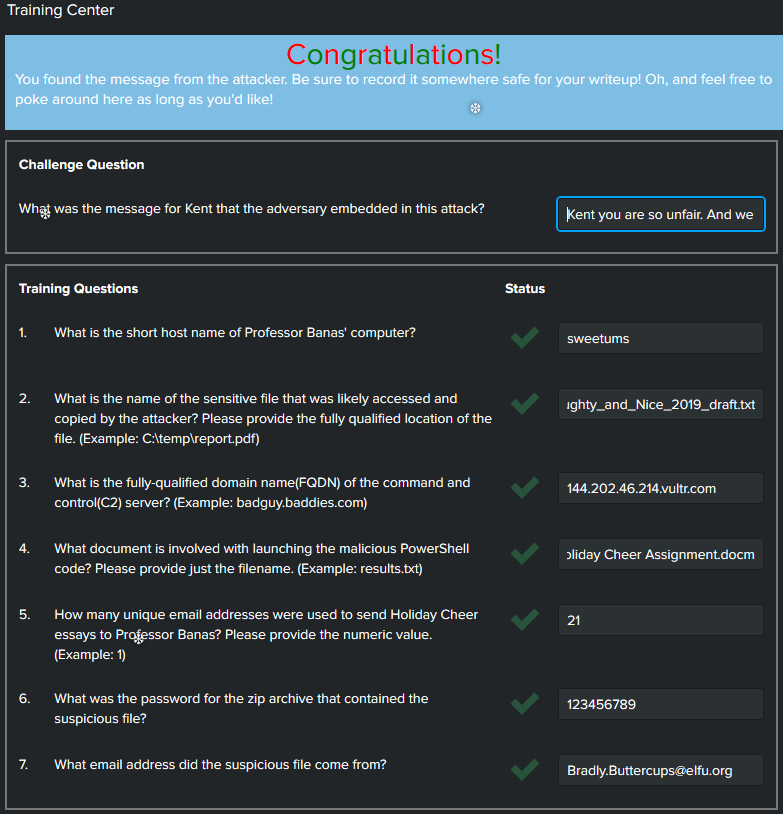 Training Center
Congratulations!
You found the message from the attacker. Be sure to record it somewhere safe for your writeup! Oh, and feel free to
poke around here as long as you'd like!
Challenge Question
What was the message for Kent that the adversary embedded in this attack?
Kent you are so unfair. And we
Training Questions
Status
1.
What is the short host name of Professor Banas' computer?
sweetums
2.
What is the name of the sensitive file that was likely accessed and
copied by the attacker? Please provide the fully qualified location of the
file. (Example: C:\temp\report.pdf)
ughty_and_Nice_2019_draft.txt
3.
What is the fully-qualified domain name(FQDN) of the command and
control(C2) server? (Example: badguy.baddies.com)
144.202.46.214.vultr.com
4.
What document is involved with launching the malicious PowerShell
code? Please provide just the filename. (Example: results.txt)
oliday Cheer Assignment.docm
5.
How many unique email addresses were used to send Holiday Cheer
essays to Professor Banas? Please provide the numeric value.
(Example: 1)
21
6.
What was the password for the zip archive that contained the
suspicious file?
123456789
7.
What email address did the suspicious file come from?
Bradly.Buttercups@elfu.org